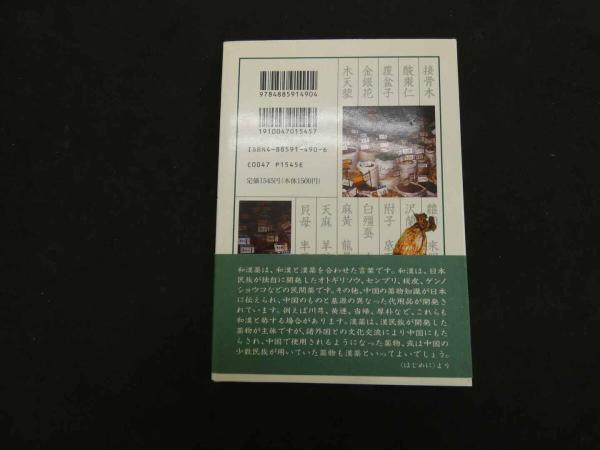 接骨木
酸棗仁
覆盆子
金銀花
木天蓼
9784885914904
1910047015457
ISBN4-88591-490-6
C0047 P1545E
定価1545円(本体1500円)
沢蘭
附子
白殭蚕
麻黄
天麻
貝母
和漢薬は、和漢と漢薬を合わせた言葉です。和漢は、日本
民族が独自に開発したオトギリソウ、センブリ、桜皮、ゲンノ
ショウコなどの民間薬です。その他、中国の薬物知識が日本
に伝えられ、中国のものと基源の異なった代用品が開発さ
れています。例えば川芎、黄連、当帰、厚朴など、これらも
和漢と称する場合があります。漢薬は、漢民族が開発した
薬物が主体ですが、諸外国との文化交流により中国にもた
らされ、中国で使用されるようになった薬物、或は中国の
少数民族が用いていた薬物も漢薬といってよいでしょう。
(はじめに)より